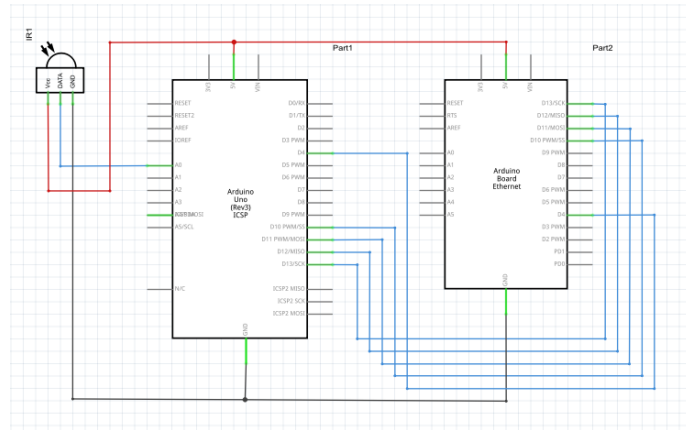 IR1
Vcc
DATA
GND
Part1
3V3
5V
VIN
RESET
RESET2
AREF
IOREF
A0
A1
A2
A3
A5/SCL
N/C
GND
Arduino
Uno
(Rev3)
ICSP
D0/RX
D1/TX
D2
D3 PWM
D4
D5 PWM
D6 PWM
D7
D8
D9 PWM
D10 PWM/SS
D11 PWM/MOSI
D12/MISO
D13/SCK
ICSP2 MISO
ICSP2 SCK
ICSP2 MOSI
Part2
3V3
5V
VIN
RESET
RTS
AREF
A0
A1
A2
A3
A4
A5
GND
Arduino
Board
Ethernet
D13/SCK
D12/MISO
D11/MOSI
D10 PWM/SS
D9 PWM
D8
D7
D6 PWM
D5 PWM
D4
D3 PWM
D2 PWM